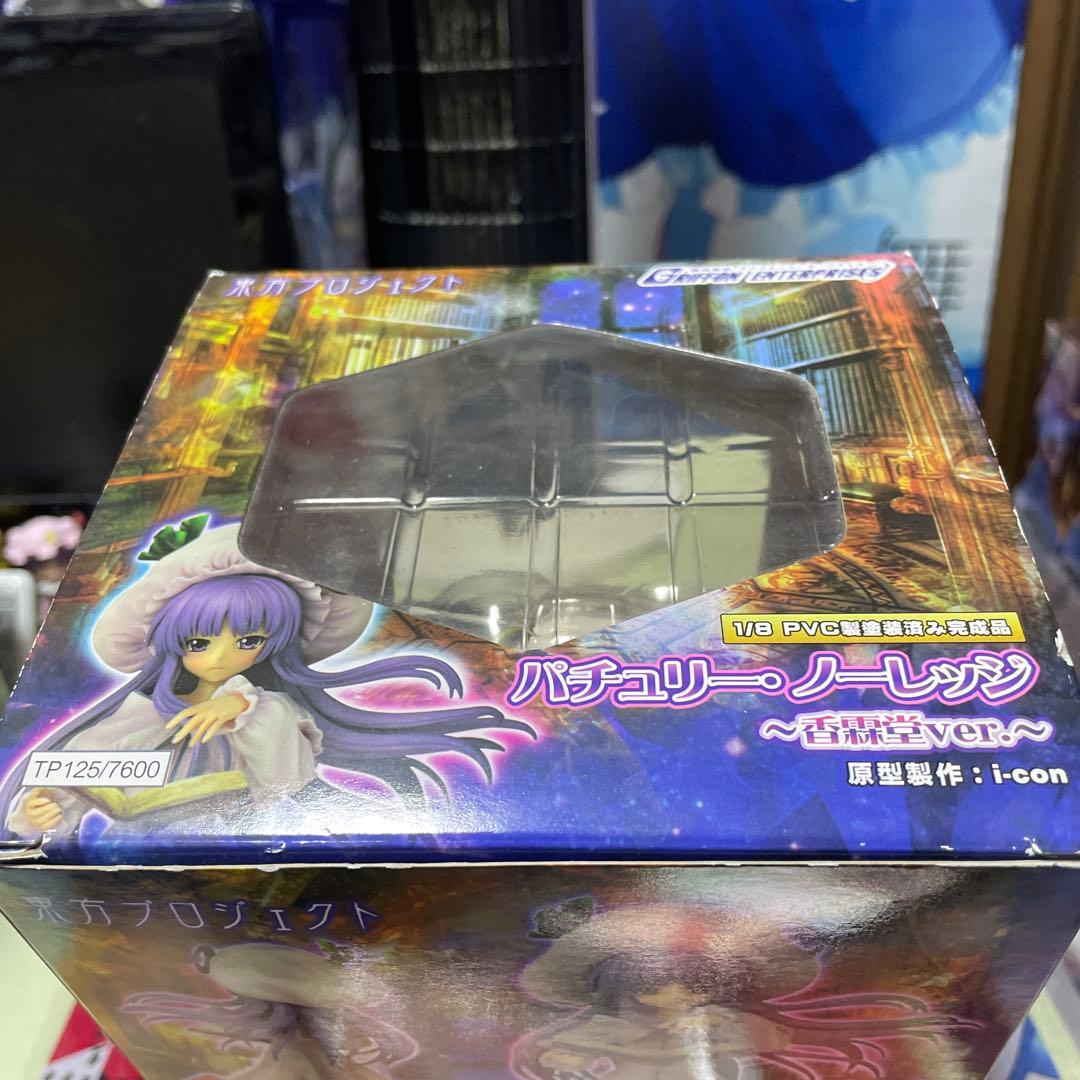 東方プロジェクト
GRIFFON ENTERPRISES
1/8 PVC製塗装済み完成品
パチュリー・ノーレッジ
～香霖堂ver.～
原型製作：i-con
TP125/7600
東方プロジェクト